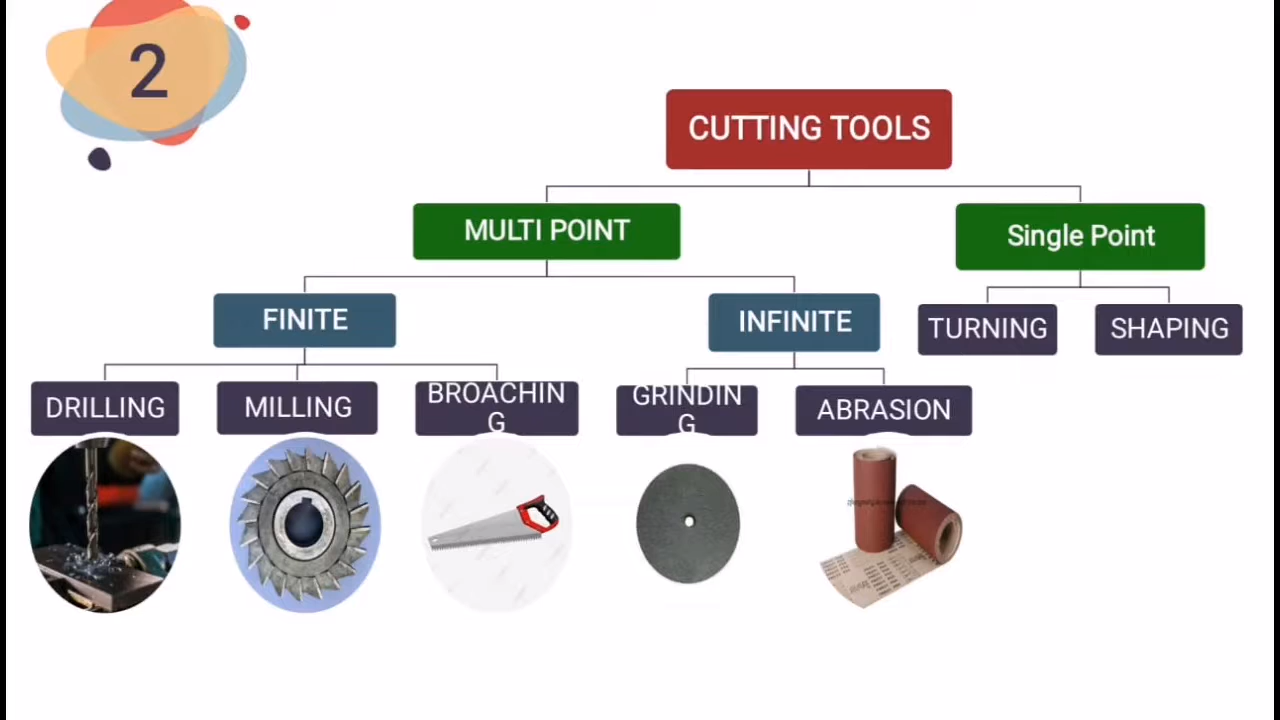 2
CUTTING TOOLS
MULTI POINT
Single Point
FINITE
INFINITE
TURNING
SHAPING
DRILLING
MILLING
BROACHIN
G
GRINDIN
G
ABRASION